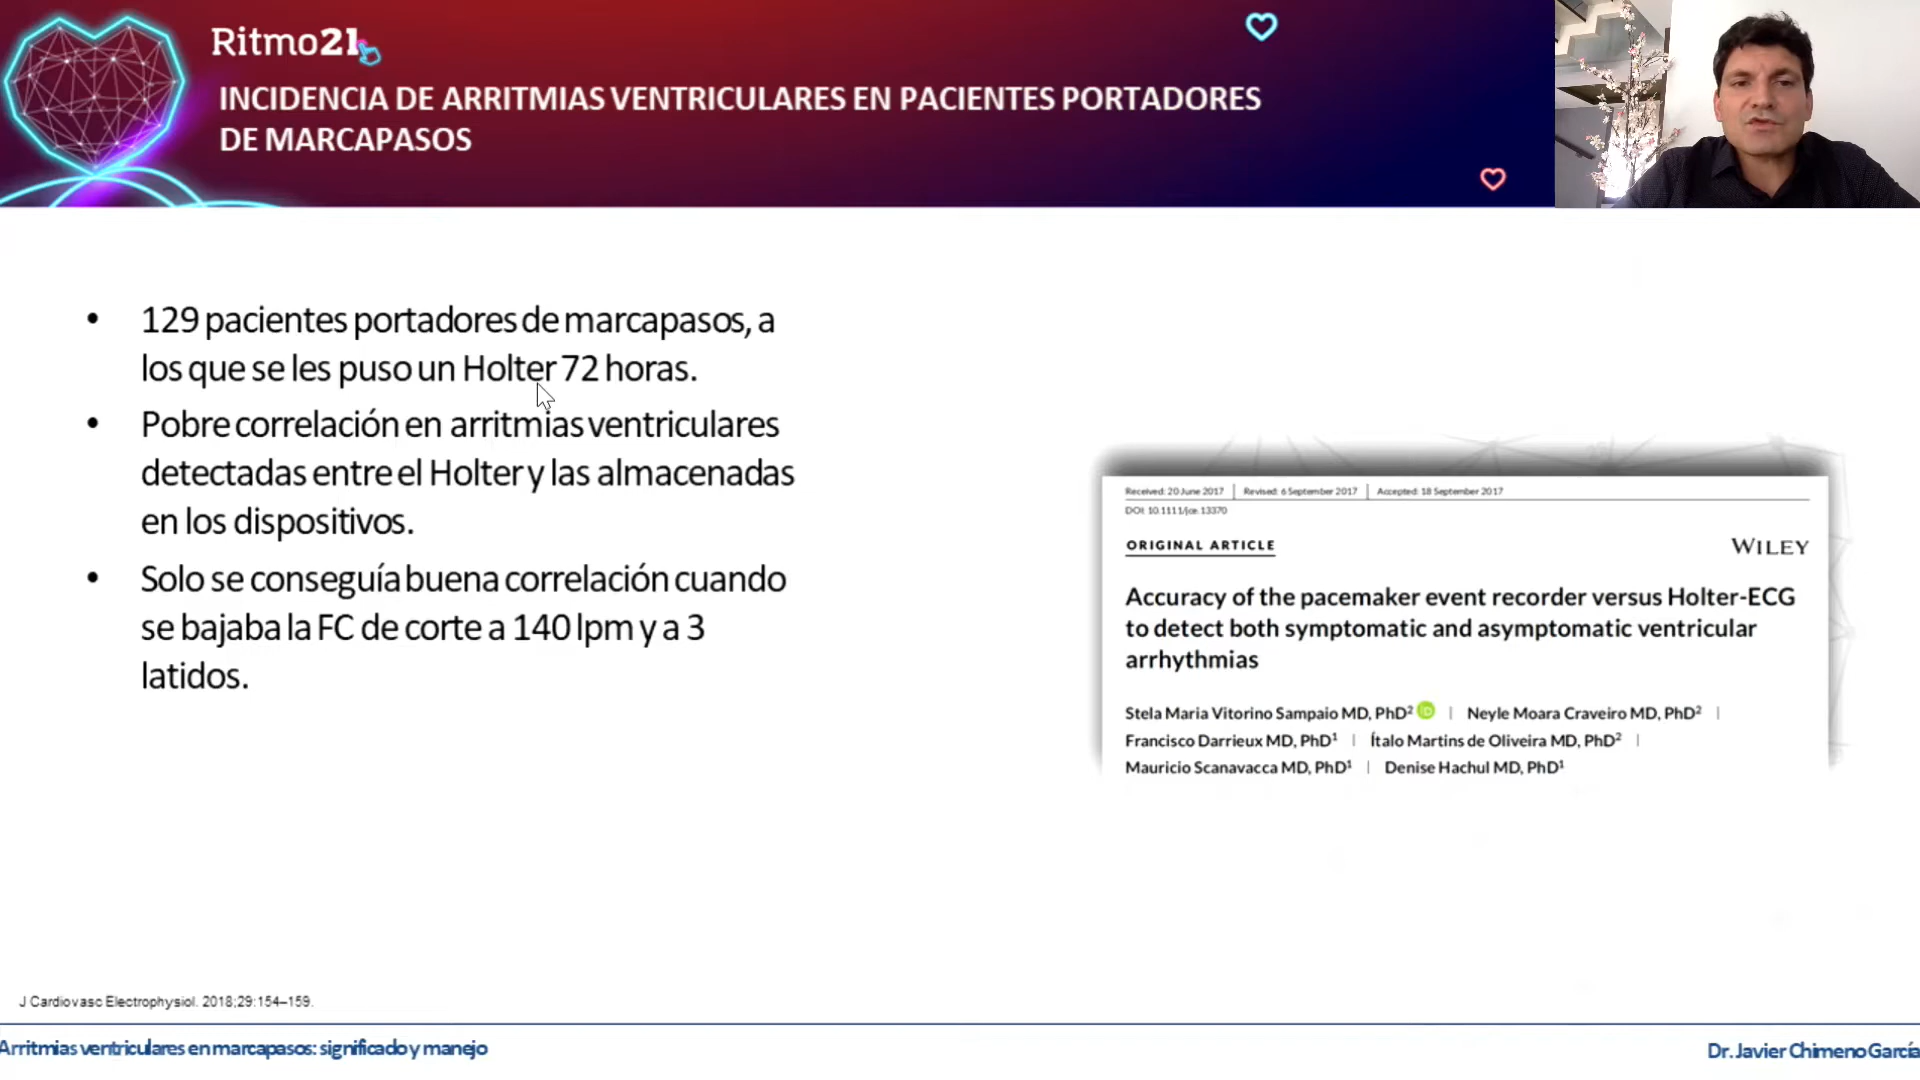 Ritmo21
INCIDENCIA DE ARRITMIAS VENTRICULARES EN PACIENTES PORTADORES
DE MARCAPASOS
• 129 pacientes portadores de marcapasos, a
los que se les puso un Holter 72 horas.
• Pobre correlación en arritmias ventriculares
detectadas entre el Holter y las almacenadas
en los dispositivos.
• Solo se conseguía buena correlación cuando
se bajaba la FC de corte a 140 lpm y a 3
latidos.
Received: 20 June 2017 | Revised: 6 September 2017 | Accepted: 18 September 2017
DOI: 10.1111/jce.13370
ORIGINAL ARTICLE
WILEY
Accuracy of the pacemaker event recorder versus Holter-ECG
to detect both symptomatic and asymptomatic ventricular
arrhythmias
Stela Maria Vitorino Sampaio MD, PhD² iD | Neyle Moara Craveiro MD, PhD² |
Francisco Darrieux MD, PhD¹ | Ítalo Martins de Oliveira MD, PhD² |
Mauricio Scanavacca MD, PhD¹ | Denise Hachul MD, PhD¹
J Cardiovasc Electrophysiol. 2018;29:154–159.
Arritmias ventriculares en marcapasos: significado y manejo
Dr. Javier Chimeno García